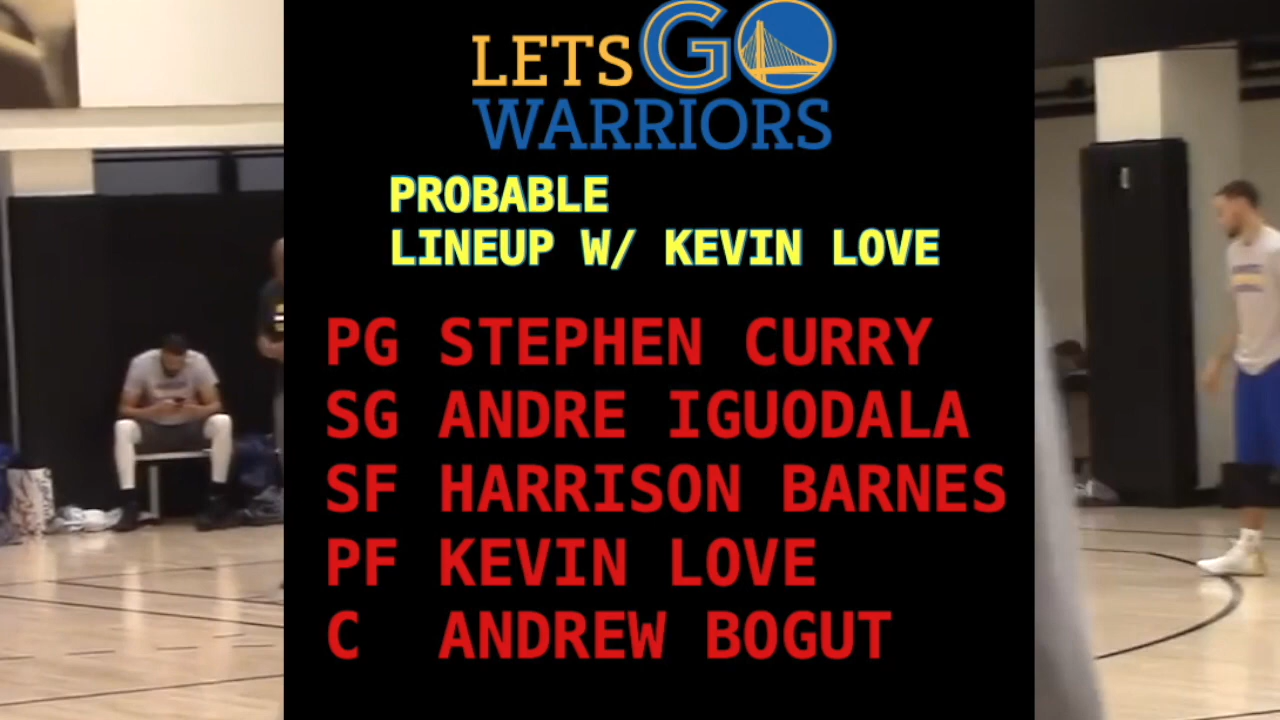 LETS GO
WARRIORS
PROBABLE
LINEUP W/ KEVIN LOVE
PG STEPHEN CURRY
SG ANDRE IGUODALA
SF HARRISON BARNES
PF KEVIN LOVE
C ANDREW BOGUT